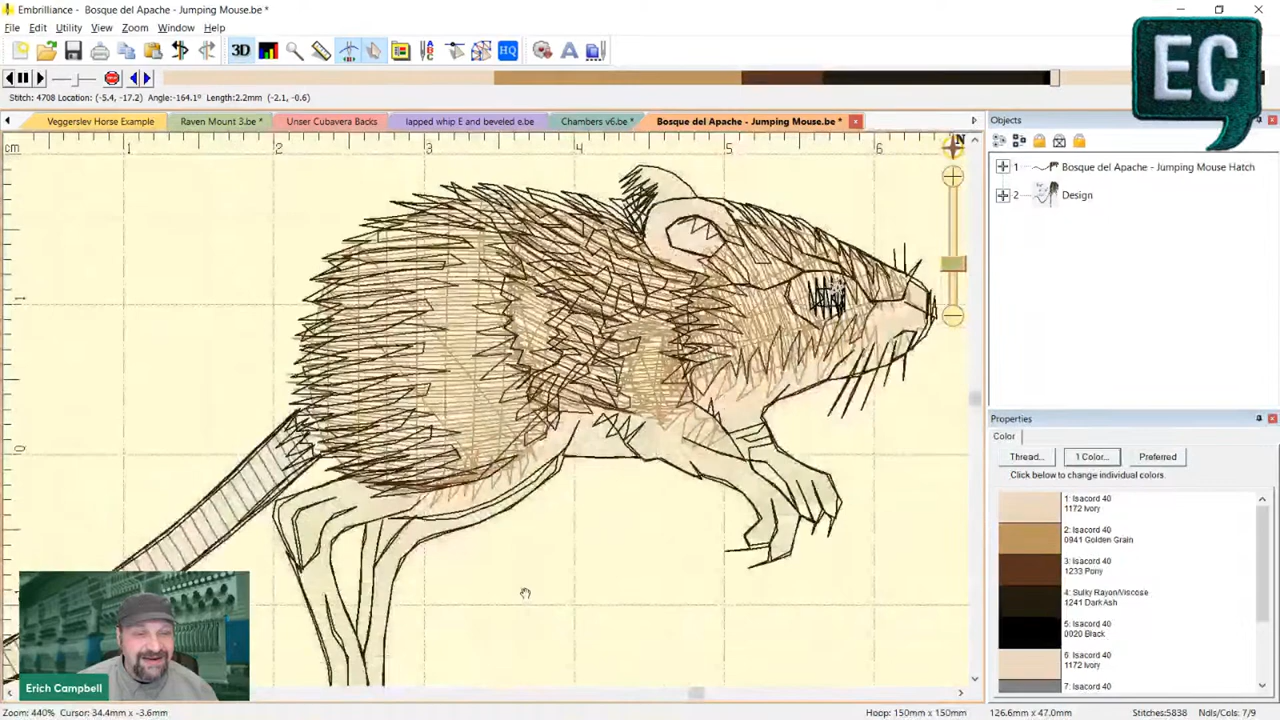 Embrilliance - Bosque del Apache - Jumping Mouse.be *
File Edit Utility View Zoom Window Help
3D
ABC
HQ
A
EC
Stitch: 4708 Location: (-5.4, -17.2) Angle:-164.1° Length:2.2mm (-2.1, -0.6)
Veggerslev Horse Example
Raven Mount 3.be *
Unser Cubavera Backs
lapped whip E and beveled e.be
Chambers v6.be *
Bosque del Apache - Jumping Mouse.be *
Objects
cm 1 2 3 4 5 6
N
1 Bosque del Apache - Jumping Mouse Hatch
2 Design
1
0
Properties
Color
Thread... 1 Color... Preferred
Click below to change individual colors.
1: Isacord 40
1172 Ivory
2: Isacord 40
0941 Golden Grain
3: Isacord 40
1233 Pony
4: Sulky Rayon/Viscose
1241 Dark Ash
5: Isacord 40
0020 Black
6: Isacord 40
1172 Ivory
7: Isacord 40
Erich Campbell
Zoom: 440% Cursor: 34.4mm x -3.6mm
Hoop: 150mm x 150mm
126.6mm x 47.0mm
Stitches:5838
Ndls/Cols: 7/9